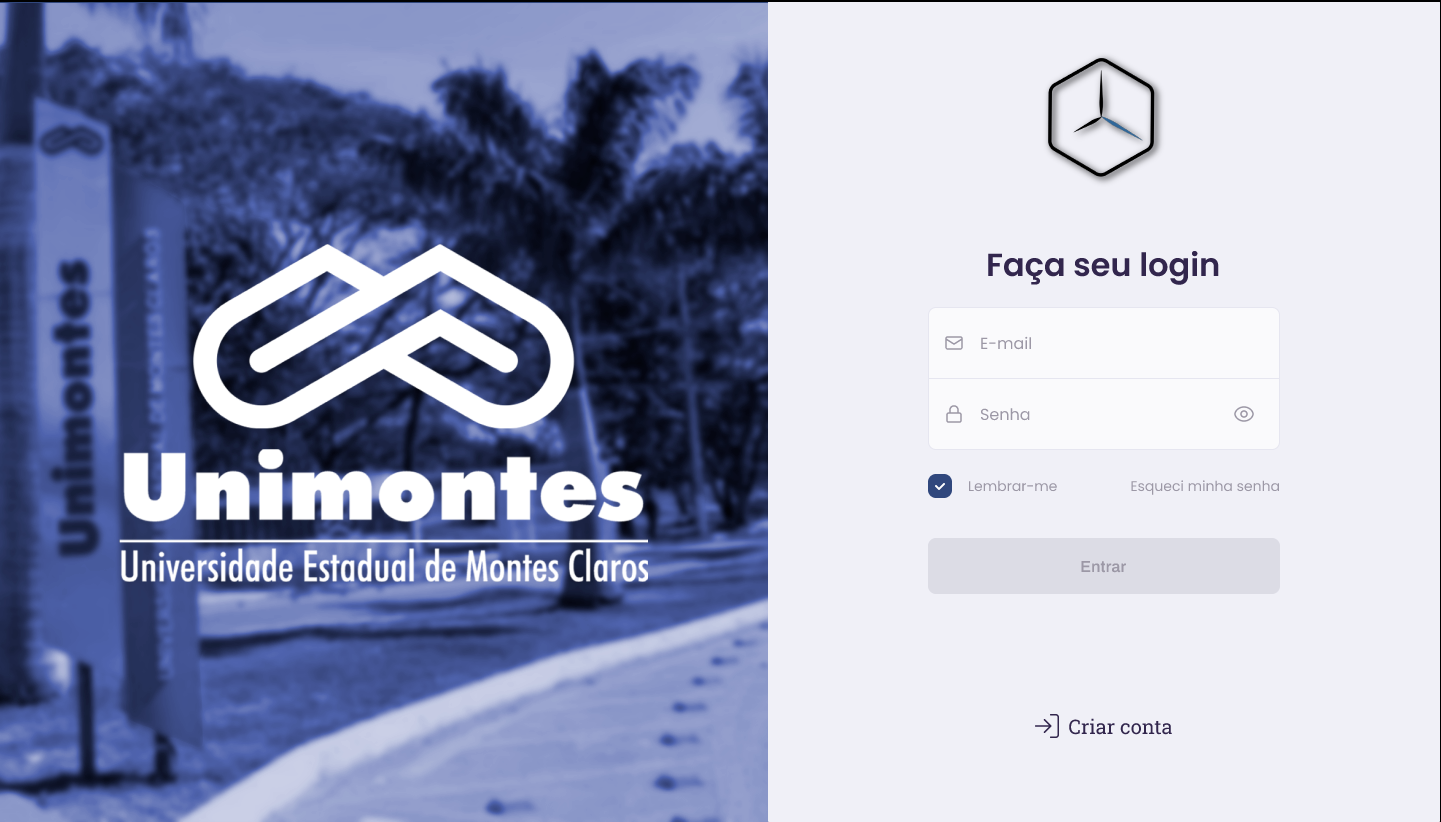 Unimontes
Unimontes
Universidade Estadual de Montes Claros
Faça seu login
E-mail
Senha
Lembrar-me
Esqueci minha senha
Entrar
Criar conta